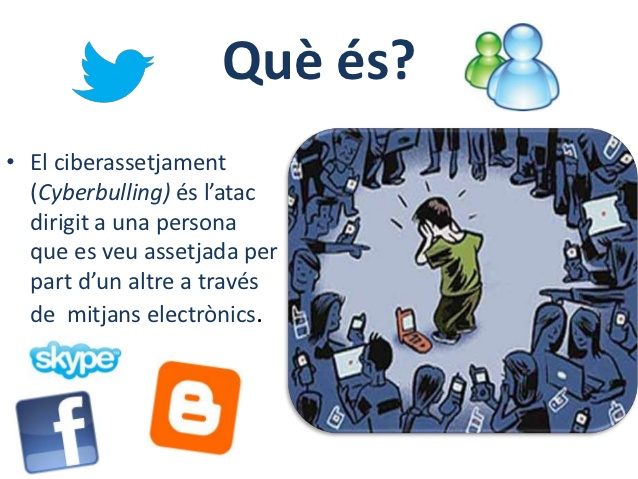 Què és?
• El ciberassetjament
(Cyberbulling) és l’atac
dirigit a una persona
que es veu assetjada per
part d’un altre a través
de  mitjans electrònics.
skype
f
B